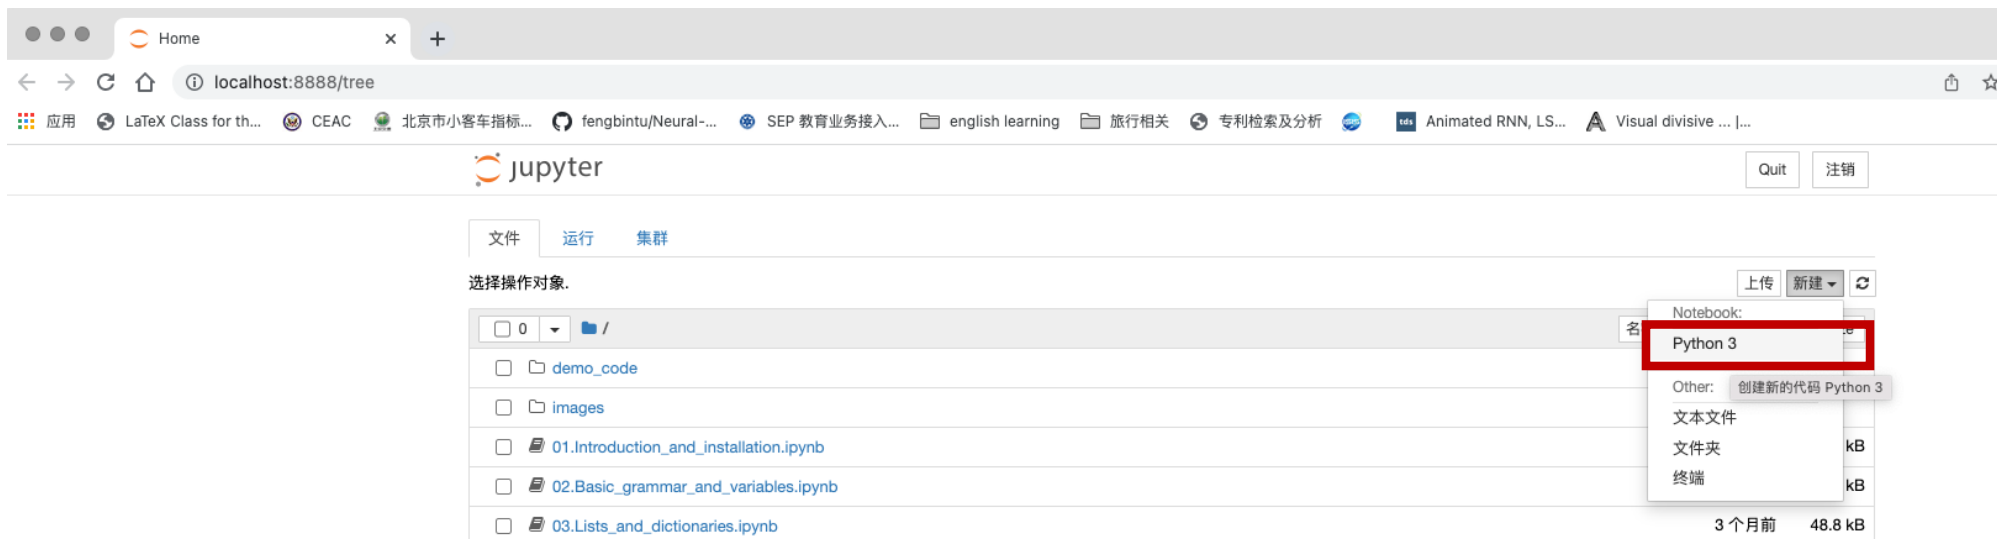 Home
localhost:8888/tree
应用 LaTeX Class for th... CEAC 北京市小客车指标... fengbintu/Neural-... SEP 教育业务接入... english learning 旅行相关 专利检索及分析 Animated RNN, LS... Visual divisive ... |...
jupyter Quit 注销
文件 运行 集群
选择操作对象. 上传 新建
Notebook:
0 / 名
Python 3
demo_code
Other: 创建新的代码 Python 3
images
文本文件
01.Introduction_and_installation.ipynb kB
文件夹
终端
02.Basic_grammar_and_variables.ipynb kB
03.Lists_and_dictionaries.ipynb 3 个月前 48.8 kB